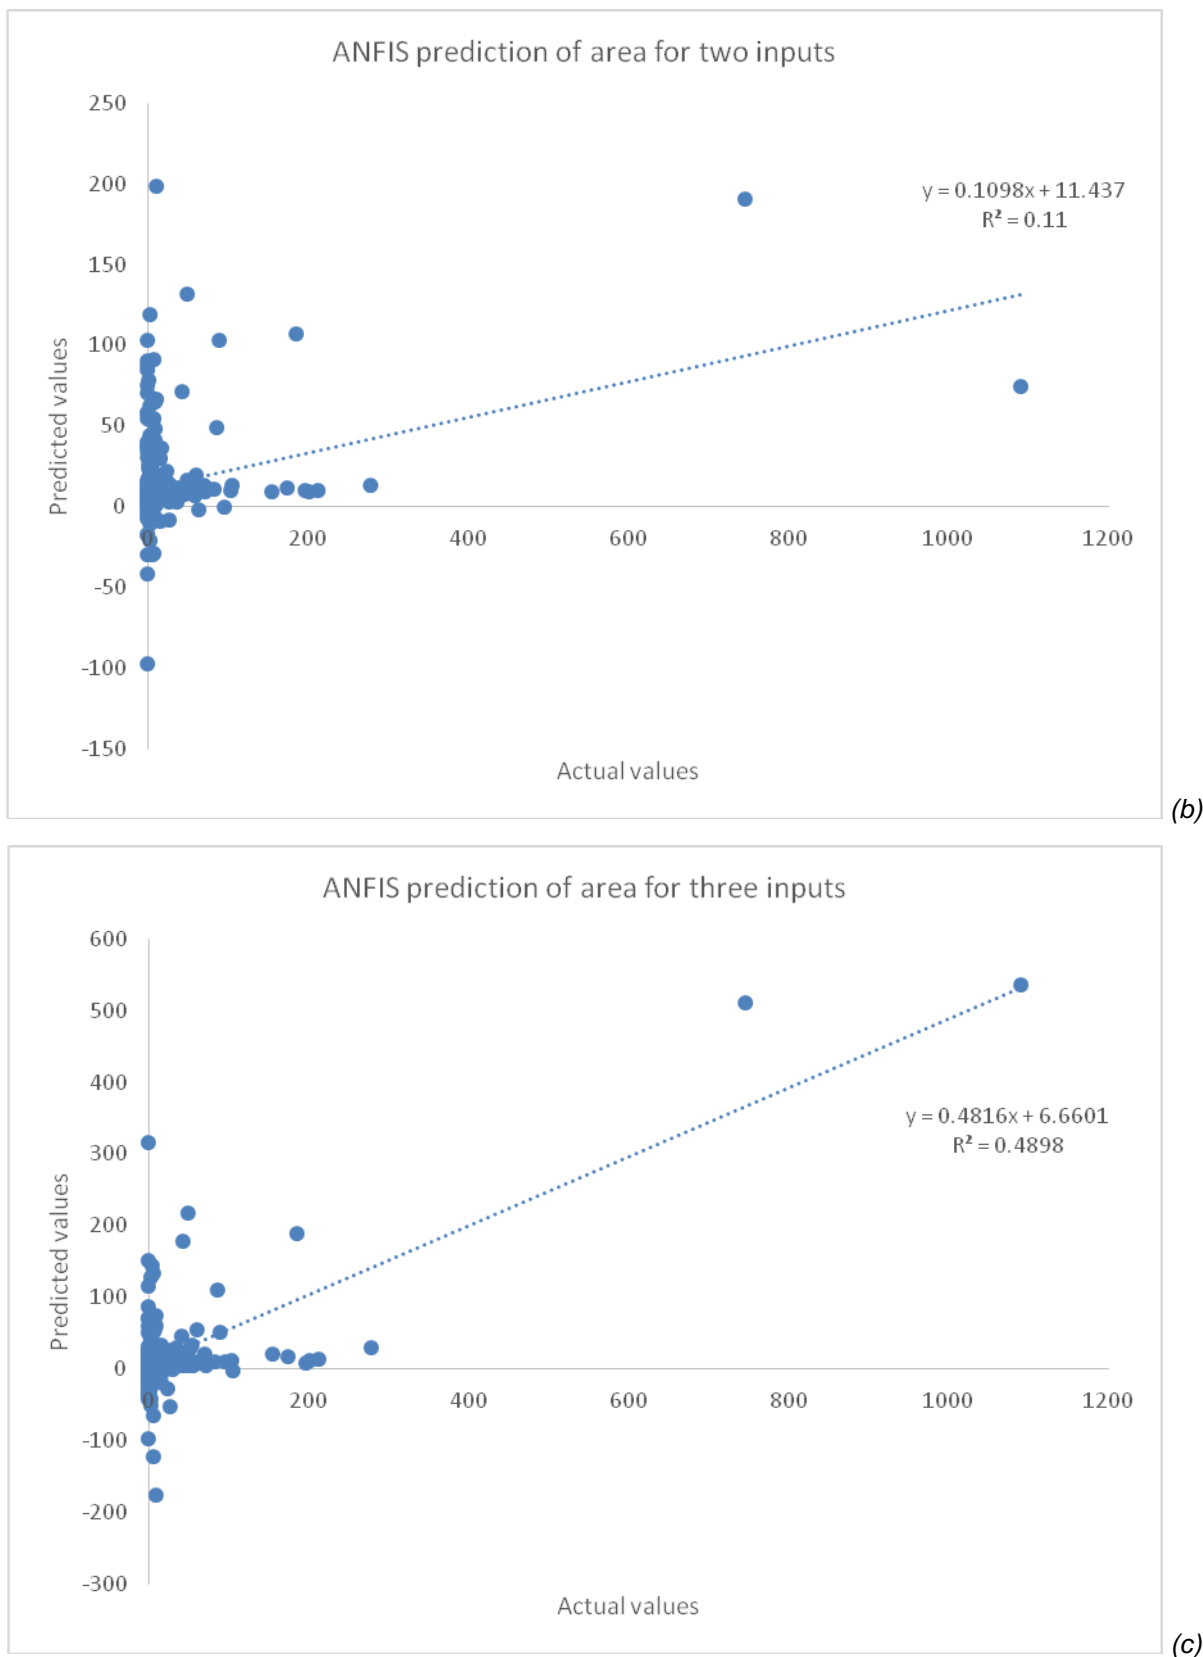 ANFIS prediction of area for two inputs
250
200
150
100
50
0
-50
-100
-150
Predicted values
y = 0.1098x + 11.437
R² = 0.11
0 200 400 600 800 1000 1200
Actual values
(b)
ANFIS prediction of area for three inputs
600
500
400
300
200
100
0
-100
-200
-300
Predicted values
y = 0.4816x + 6.6601
R² = 0.4898
0 200 400 600 800 1000 1200
Actual values
(c)